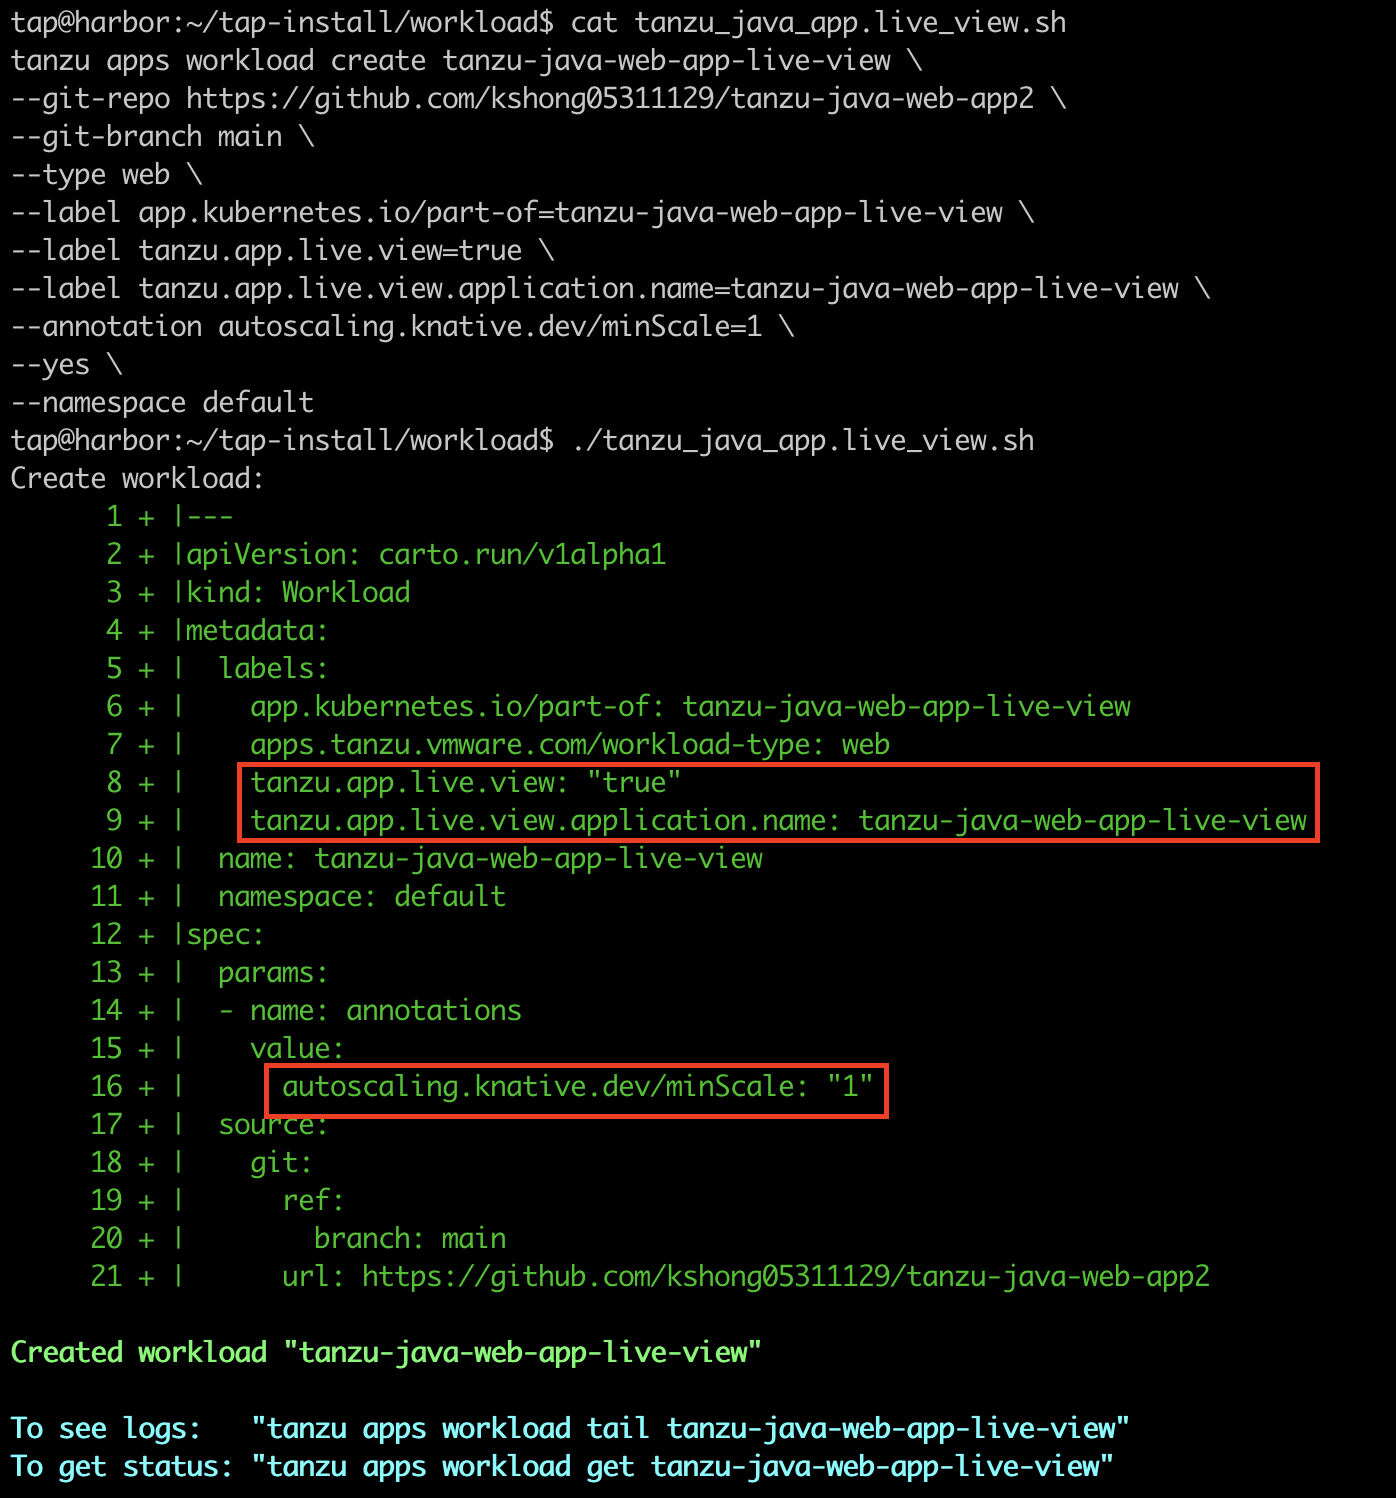 tap@harbor:~/tap-install/workload$ cat tanzu_java_app.live_view.sh
tanzu apps workload create tanzu-java-web-app-live-view \
--git-repo https://github.com/kshong05311129/tanzu-java-web-app2 \
--git-branch main \
--type web \
--label app.kubernetes.io/part-of=tanzu-java-web-app-live-view \
--label tanzu.app.live.view=true \
--label tanzu.app.live.view.application.name=tanzu-java-web-app-live-view \
--annotation autoscaling.knative.dev/minScale=1 \
--yes \
--namespace default
tap@harbor:~/tap-install/workload$ ./tanzu_java_app.live_view.sh
Create workload:
      1 + |---
      2 + |apiVersion: carto.run/v1alpha1
      3 + |kind: Workload
      4 + |metadata:
      5 + |  labels:
      6 + |    app.kubernetes.io/part-of: tanzu-java-web-app-live-view
      7 + |    apps.tanzu.vmware.com/workload-type: web
      8 + |    tanzu.app.live.view: "true"
      9 + |    tanzu.app.live.view.application.name: tanzu-java-web-app-live-view
     10 + |  name: tanzu-java-web-app-live-view
     11 + |  namespace: default
     12 + |spec:
     13 + |  params:
     14 + |  - name: annotations
     15 + |    value:
     16 + |      autoscaling.knative.dev/minScale: "1"
     17 + |  source:
     18 + |    git:
     19 + |      ref:
     20 + |        branch: main
     21 + |      url: https://github.com/kshong05311129/tanzu-java-web-app2
Created workload "tanzu-java-web-app-live-view"
To see logs:   "tanzu apps workload tail tanzu-java-web-app-live-view"
To get status: "tanzu apps workload get tanzu-java-web-app-live-view"